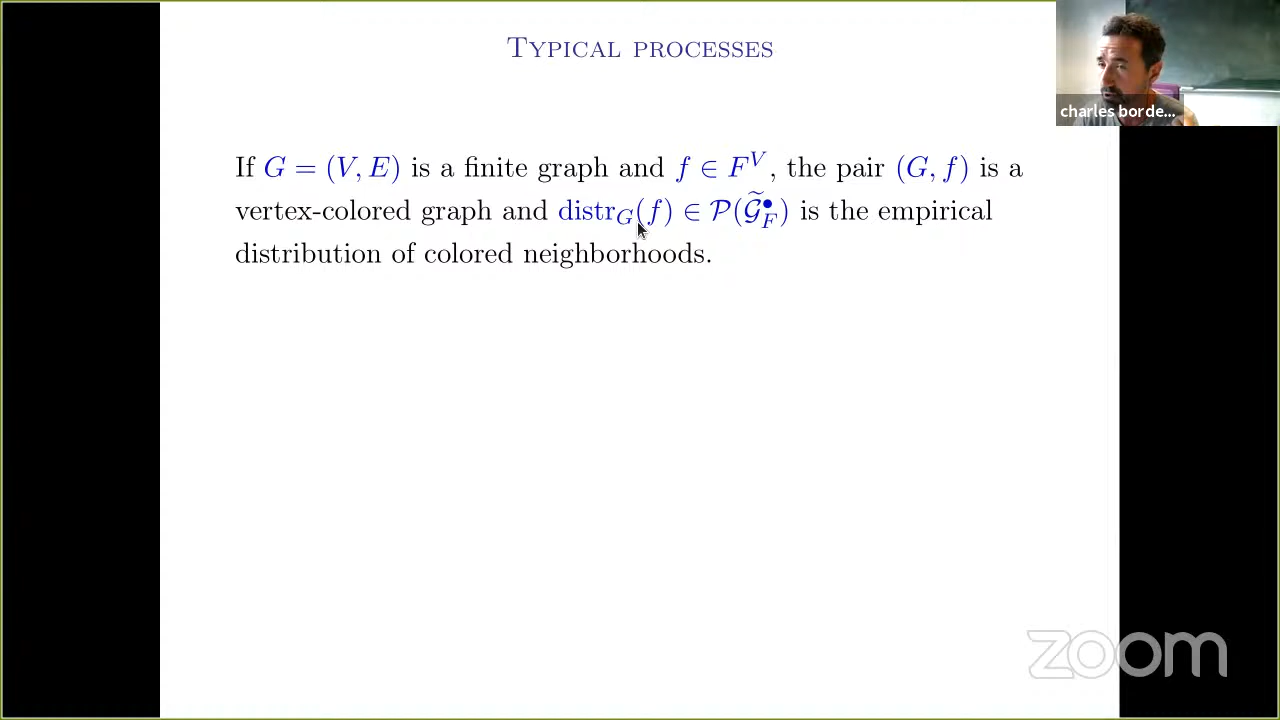 Typical processes
charles borde...
If G = (V, E) is a finite graph and f ∈ F^V, the pair (G, f) is a
vertex-colored graph and distr_G(f) ∈ 𝒫(𝒢̃^•_F) is the empirical
distribution of colored neighborhoods.
zoom